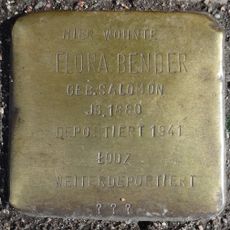 HIER WOHNTE
FLORA BENDER
GEB. SALOMON
JG. 1880
DEPORTIERT 1941
ŁODZ
WEITERDEPORTIERT
???